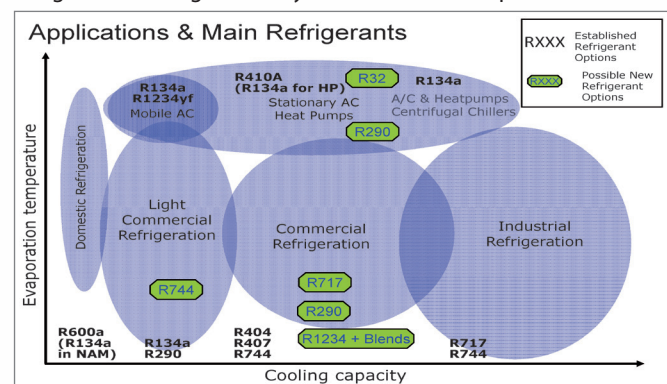 Applications & Main Refrigerants
RXXX Established
Refrigerant
Options
RXXX Possible New
Refrigerant
Options
R134a
R1234yf
Mobile AC
R410A
(R134a for HP)
Stationary AC
Heat Pumps
R32
R290
R134a
A/C & Heatpumps
Centrifugal Chillers
Evaporation temperature
Domestic Refrigeration
Light
Commercial
Refrigeration
R744
Commercial
Refrigeration
R717
R290
R1234 + Blends
Industrial
Refrigeration
R600a
(R134a
in NAM)
R134a
R290
R404
R407
R744
R717
R744
Cooling capacity